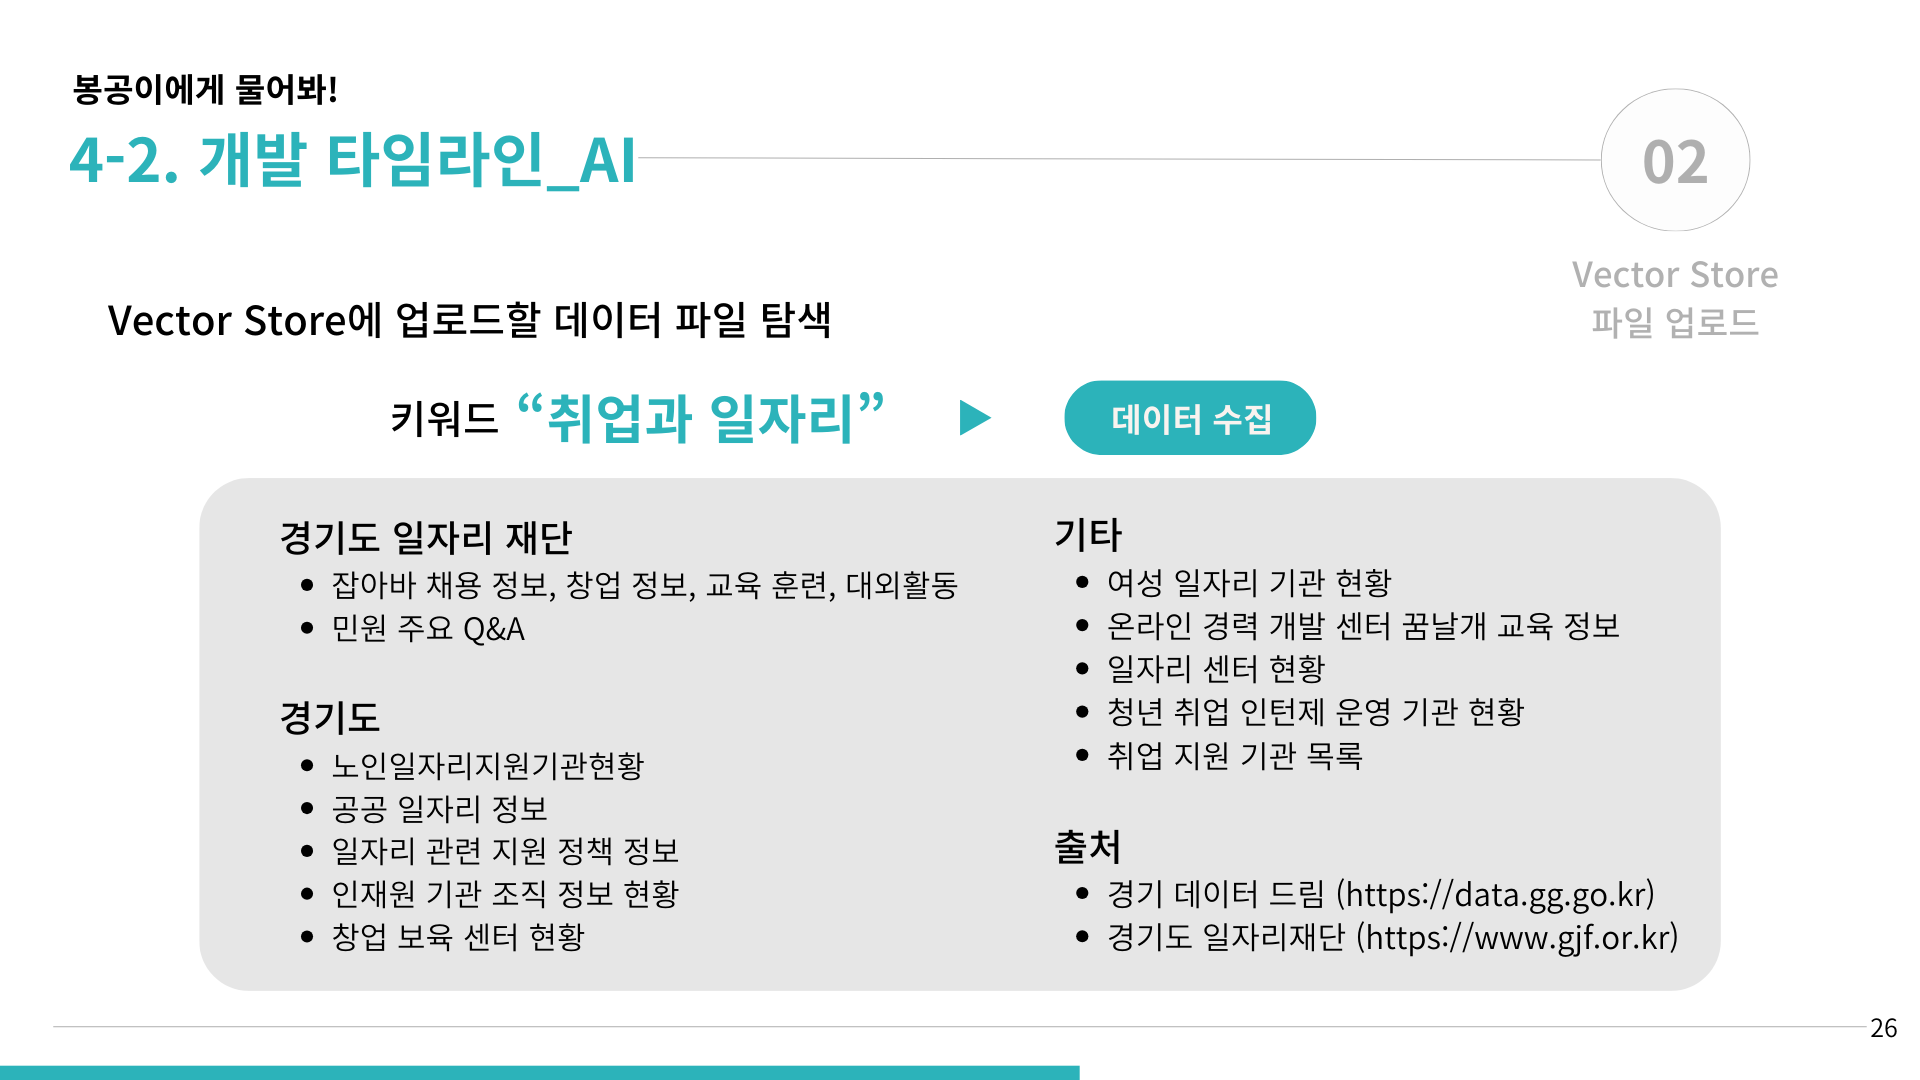 봉공이에게 물어봐!
4-2. 개발 타임라인_AI
02
Vector Store
파일 업로드
Vector Store에 업로드할 데이터 파일 탐색
키워드 “취업과 일자리”
데이터 수집
경기도 일자리 재단
잡아바 채용 정보, 창업 정보, 교육 훈련, 대외활동
민원 주요 Q&A
경기도
노인일자리지원기관현황
공공 일자리 정보
일자리 관련 지원 정책 정보
인재원 기관 조직 정보 현황
창업 보육 센터 현황
기타
여성 일자리 기관 현황
온라인 경력 개발 센터 꿈날개 교육 정보
일자리 센터 현황
청년 취업 인턴제 운영 기관 현황
취업 지원 기관 목록
출처
경기 데이터 드림 (https://data.gg.go.kr)
경기도 일자리재단 (https://www.gjf.or.kr)
26